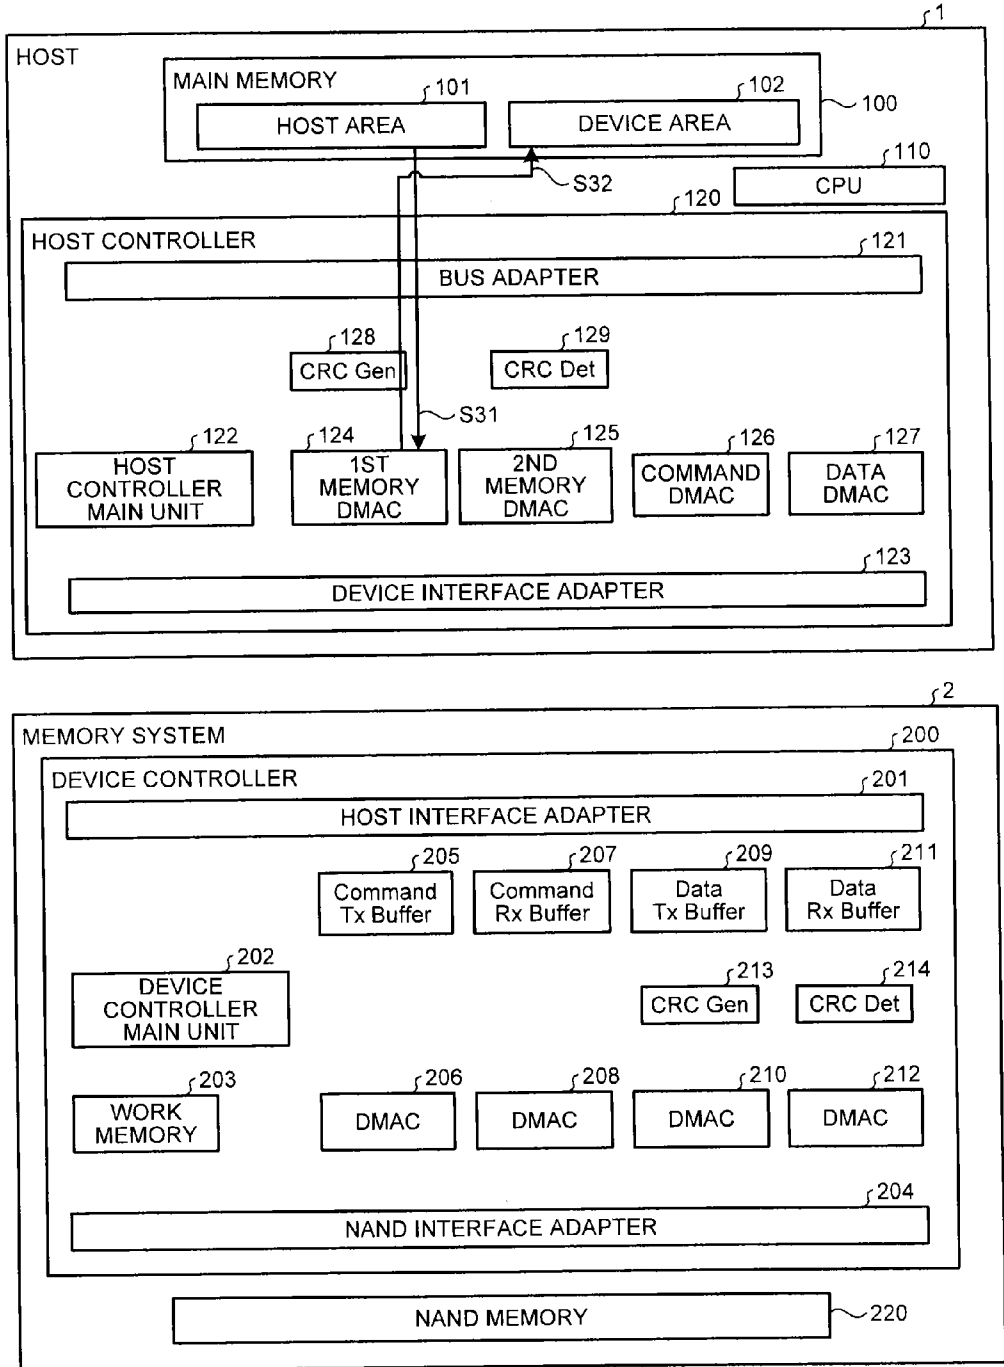 1
HOST
MAIN MEMORY
101
102
HOST AREA
DEVICE AREA
100
S32
110
CPU
120
HOST CONTROLLER
121
BUS ADAPTER
128
129
CRC Gen
CRC Det
S31
122
124
125
126
127
HOST
CONTROLLER
MAIN UNIT
1ST
MEMORY
DMAC
2ND
MEMORY
DMAC
COMMAND
DMAC
DATA
DMAC
123
DEVICE INTERFACE ADAPTER
2
MEMORY SYSTEM
200
DEVICE CONTROLLER
201
HOST INTERFACE ADAPTER
205
207
209
211
Command
Tx Buffer
Command
Rx Buffer
Data
Tx Buffer
Data
Rx Buffer
202
213
214
DEVICE
CONTROLLER
MAIN UNIT
CRC Gen
CRC Det
203
206
208
210
212
WORK
MEMORY
DMAC
DMAC
DMAC
DMAC
204
NAND INTERFACE ADAPTER
NAND MEMORY
220